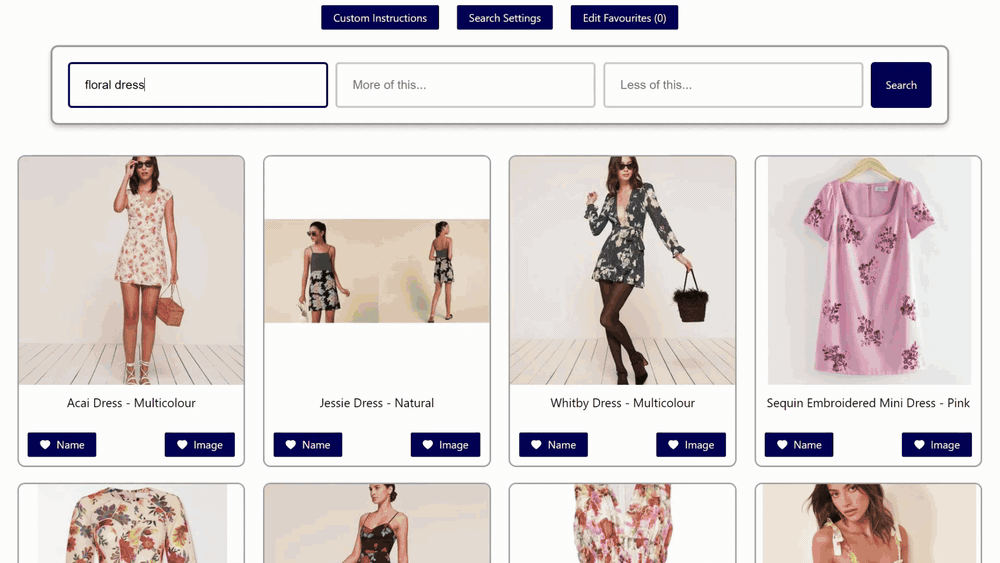 Custom Instructions
Search Settings
Edit Favourites (0)
floral dress
More of this...
Less of this...
Search
Acai Dress - Multicolour
Jessie Dress - Natural
Whitby Dress - Multicolour
Sequin Embroidered Mini Dress - Pink
Name
Image
Name
Image
Name
Image
Name
Image